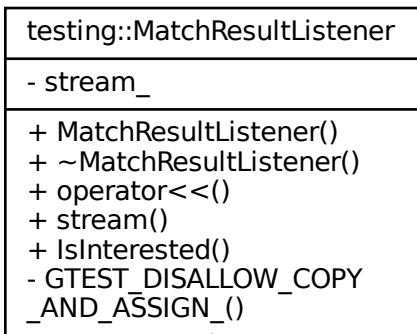 testing::MatchResultListener
- stream_
+ MatchResultListener()
+ ~MatchResultListener()
+ operator<<()
+ stream()
+ IsInterested()
- GTEST_DISALLOW_COPY
_AND_ASSIGN_()